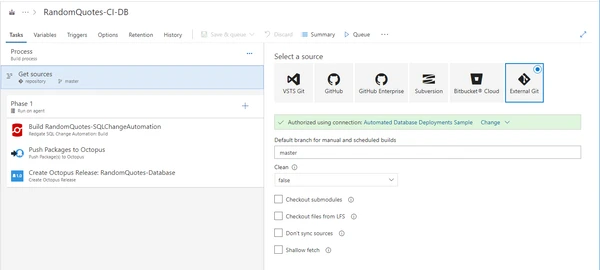 RandomQuotes-CI-DB
Tasks Variables Triggers Options Retention History Save & queue Discard Summary Queue
Process
Build process
Get sources
repository master
Phase 1
Run on agent
Build RandomQuotes-SQLChangeAutomation
Redgate SQL Change Automation Build
Push Packages to Octopus
Push Package(s) to Octopus
Create Octopus Release: RandomQuotes-Database
Create Octopus Release
Select a source
VSTS Git GitHub GitHub Enterprise Subversion Bitbucket® Cloud External Git
Authorized using connection: Automated Database Deployments Sample Change
Default branch for manual and scheduled builds
master
Clean
false
Checkout submodules
Checkout files from LFS
Don't sync sources
Shallow fetch